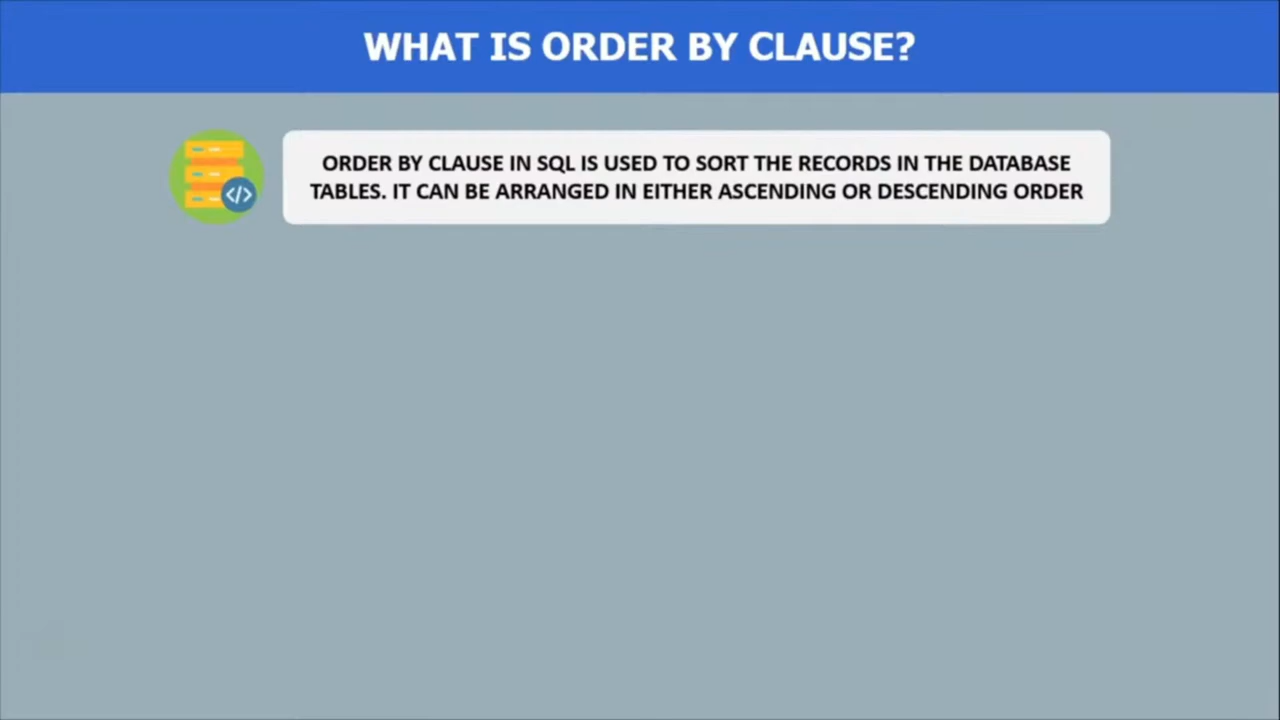 WHAT IS ORDER BY CLAUSE?
ORDER BY CLAUSE IN SQL IS USED TO SORT THE RECORDS IN THE DATABASE
TABLES. IT CAN BE ARRANGED IN EITHER ASCENDING OR DESCENDING ORDER
</>